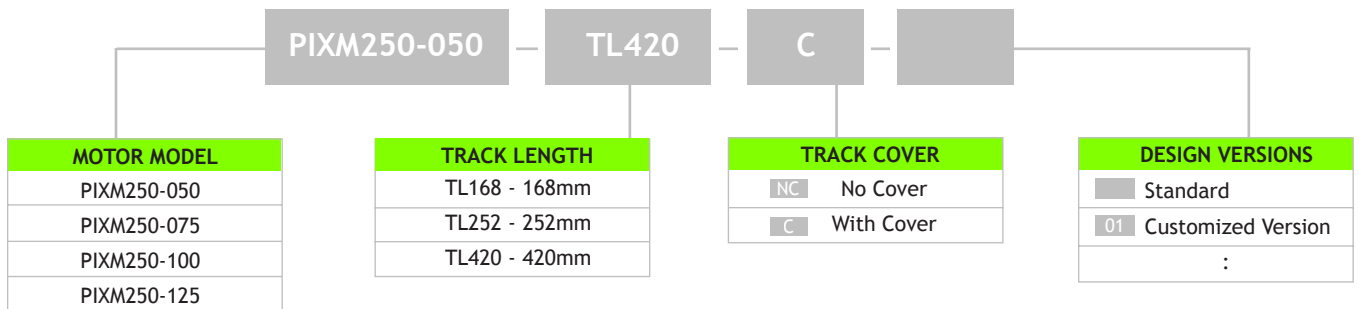 PIXM250-050 – TL420 – C –
MOTOR MODEL
PIXM250-050
PIXM250-075
PIXM250-100
PIXM250-125
TRACK LENGTH
TL168 - 168mm
TL252 - 252mm
TL420 - 420mm
TRACK COVER
NC No Cover
C With Cover
DESIGN VERSIONS
Standard
01 Customized Version
: